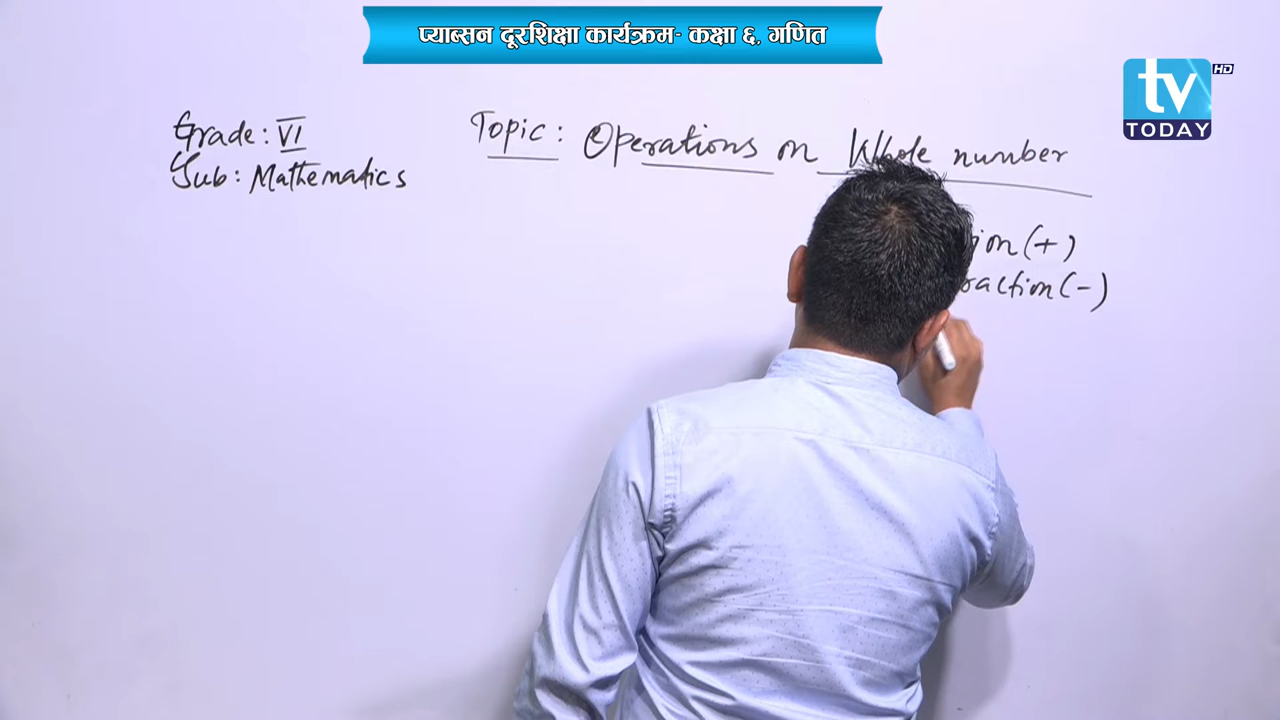 प्याब्सन दूरशिक्षा कार्यक्रम- कक्षा ६, गणित
tv HD
TODAY
Grade: VI
Sub: Mathematics
Topic: Operations on Whole number
(+)
(-)